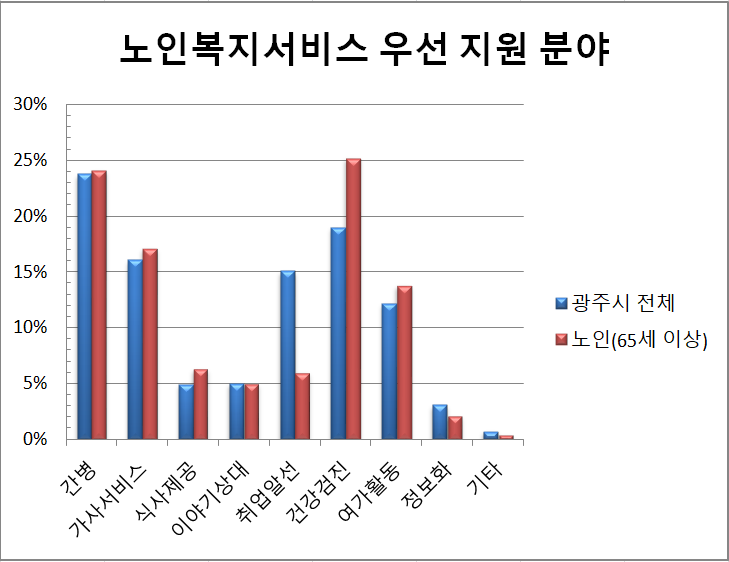 노인복지서비스 우선 지원 분야
30%
25%
20%
15%
10%
5%
0%
간병
가사서비스
식사제공
이야기상대
취업알선
건강검진
여가활동
정보화
기타
광주시 전체
노인(65세 이상)